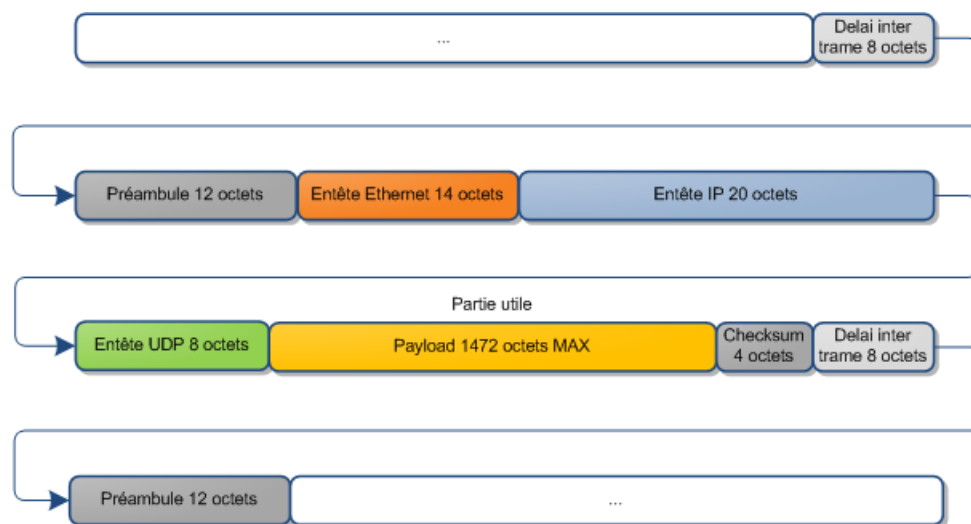 ...
Delai inter
trame 8 octets
Préambule 12 octets
Entête Ethernet 14 octets
Entête IP 20 octets
Partie utile
Entête UDP 8 octets
Payload 1472 octets MAX
Checksum
4 octets
Delai inter
trame 8 octets
Préambule 12 octets
...